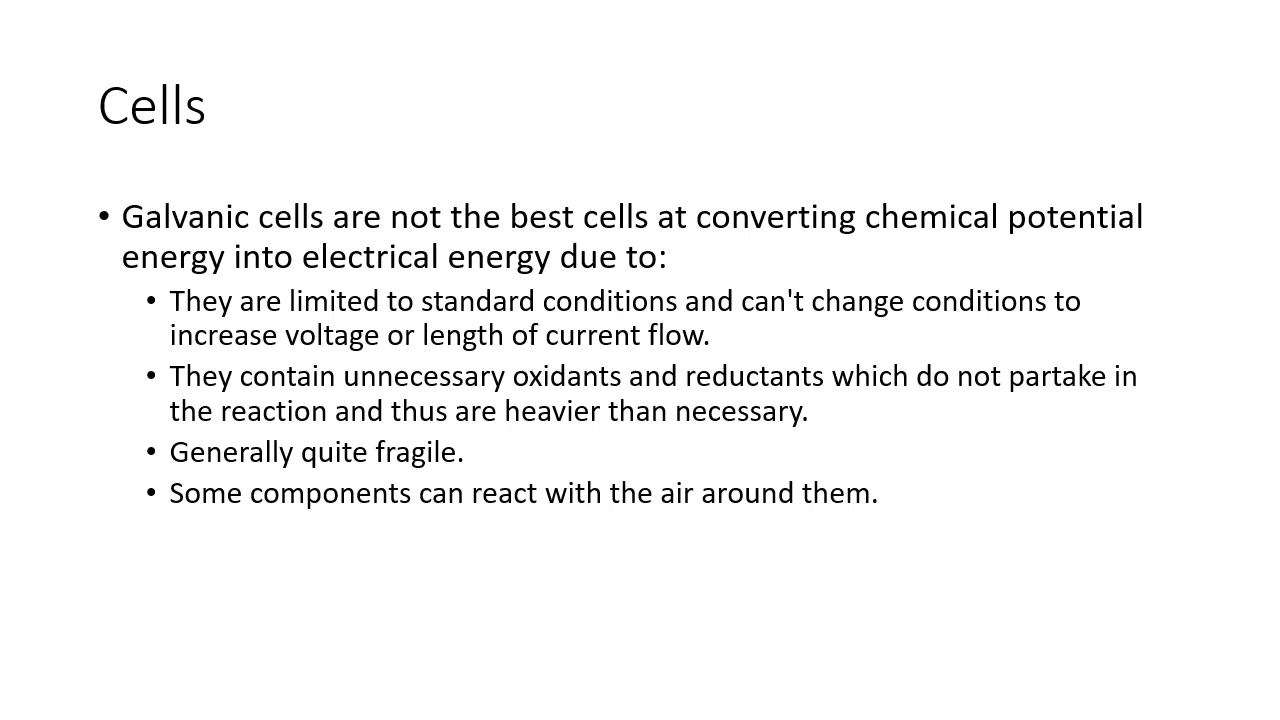 Cells
• Galvanic cells are not the best cells at converting chemical potential
energy into electrical energy due to:
• They are limited to standard conditions and can't change conditions to
increase voltage or length of current flow.
• They contain unnecessary oxidants and reductants which do not partake in
the reaction and thus are heavier than necessary.
• Generally quite fragile.
• Some components can react with the air around them.